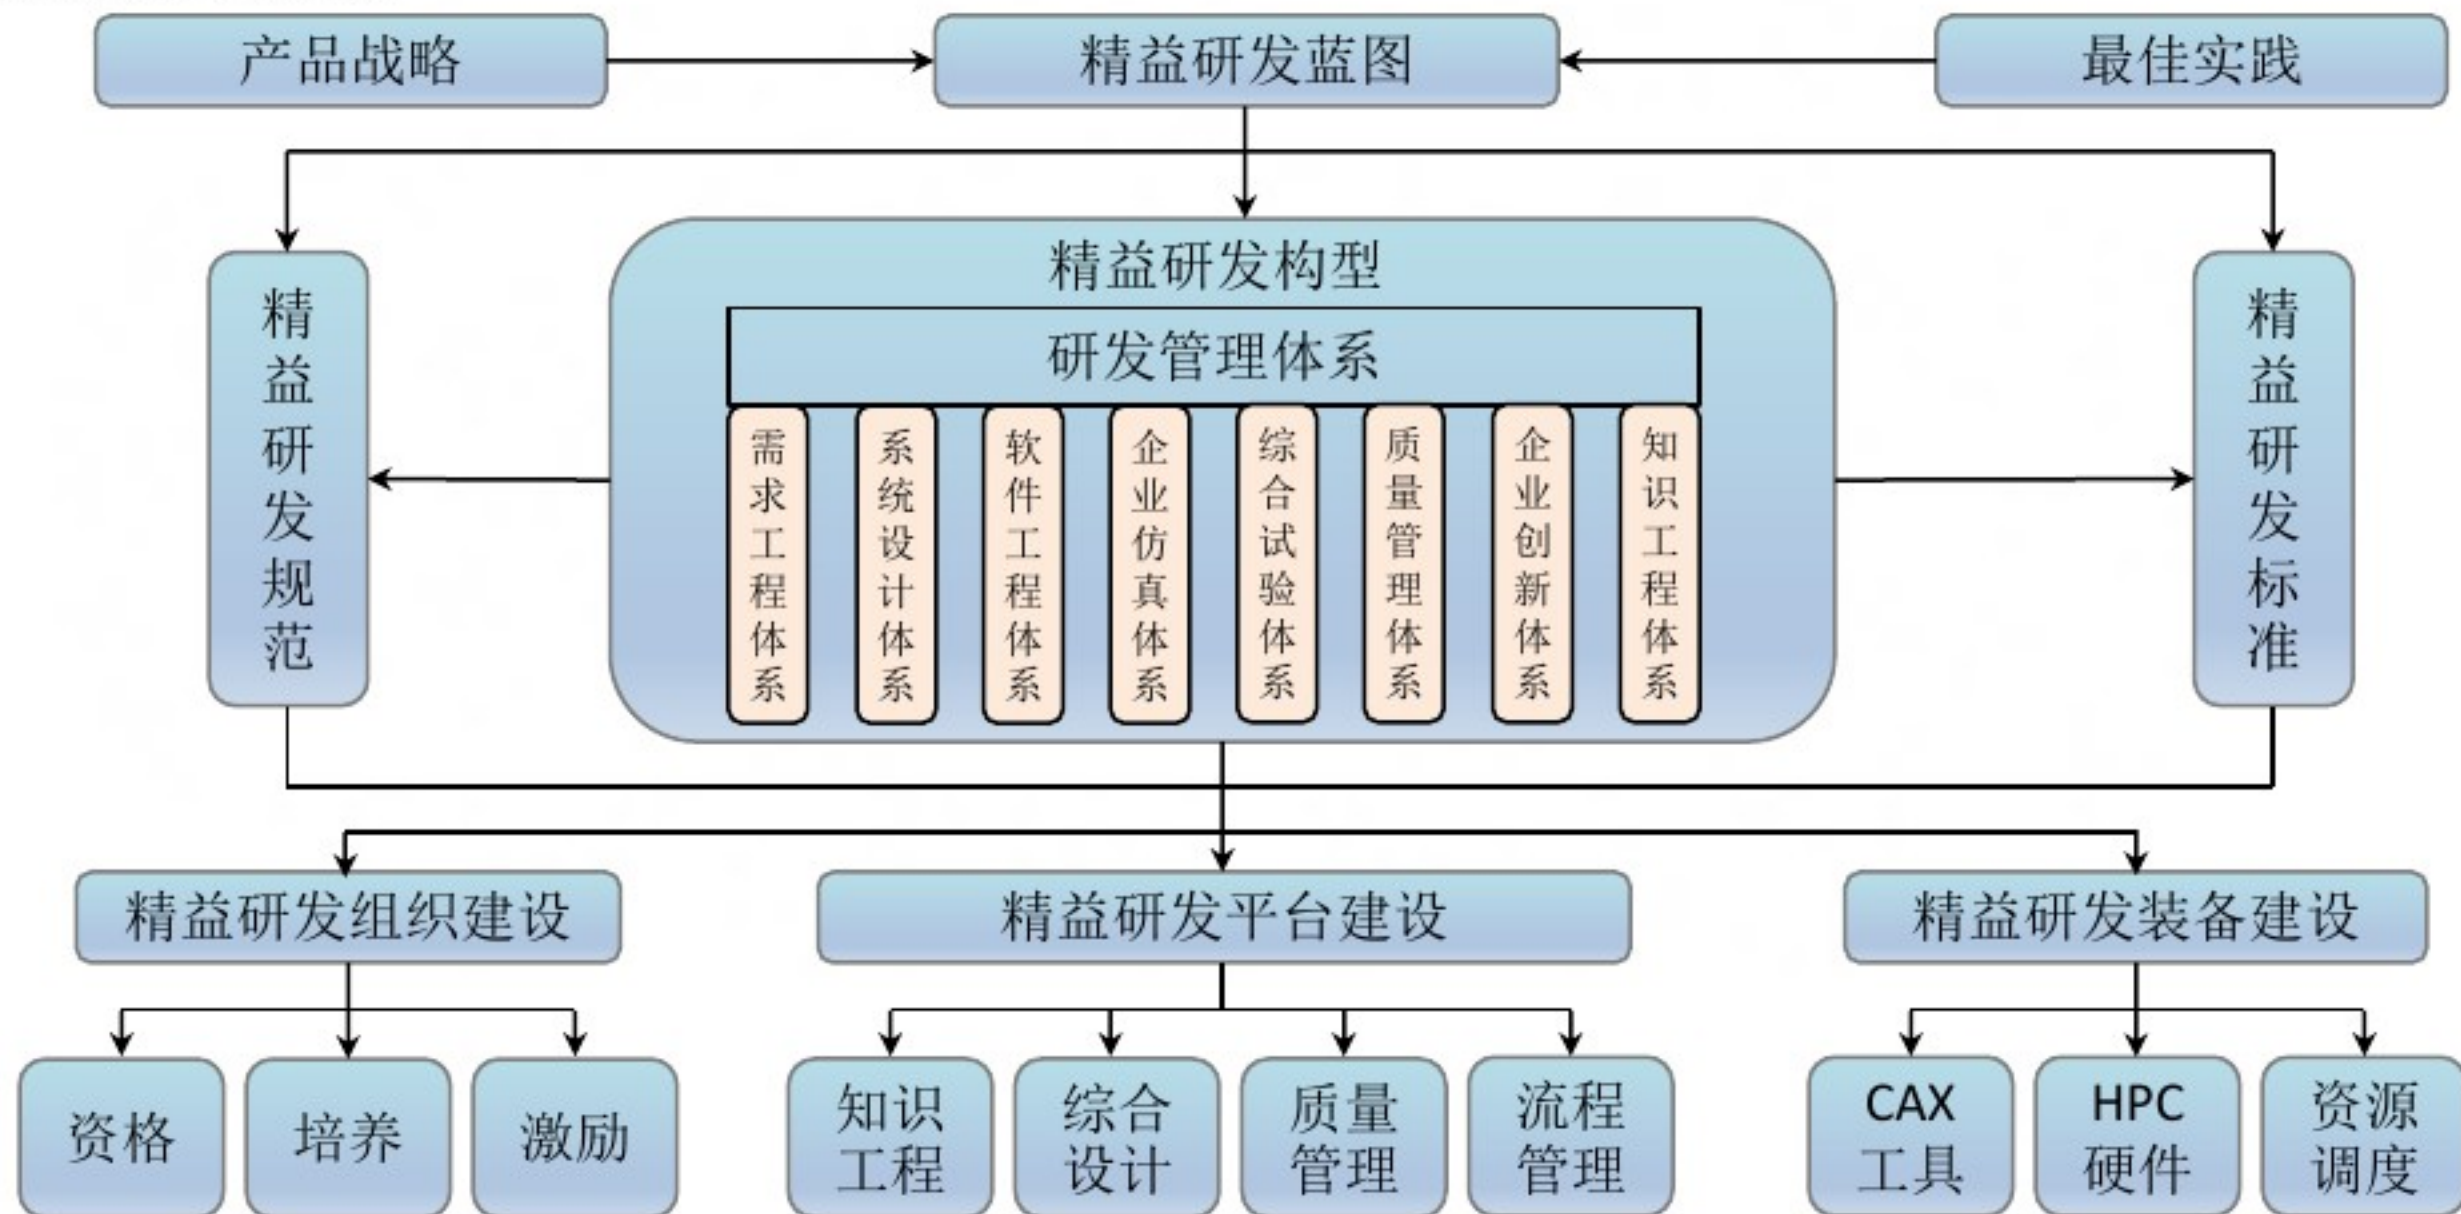 产品战略
精益研发蓝图
最佳实践
精益研发规范
精益研发构型
研发管理体系
需求工程体系
系统设计体系
软件工程体系
企业仿真体系
综合试验体系
质量管理体系
企业创新体系
知识工程体系
精益研发标准
精益研发组织建设
精益研发平台建设
精益研发装备建设
资格
培养
激励
知识
工程
综合
设计
质量
管理
流程
管理
CAX
工具
HPC
硬件
资源
调度